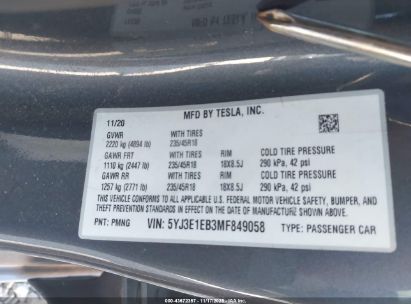 MFD BY TESLA, INC.
11/20
GVWR WITH TIRES
2220 kg (4894 lb) 235/45R18
GAWR FRT WITH TIRES RIM COLD TIRE PRESSURE
1110 kg (2447 lb) 235/45R18 18X8.5J 290 kPa, 42 psi
GAWR RR WITH TIRES RIM COLD TIRE PRESSURE
1257 kg (2771 lb) 235/45R18 18X8.5J 290 kPa, 42 psi
THIS VEHICLE CONFORMS TO ALL APPLICABLE FEDERAL MOTOR VEHICLE SAFETY, BUMPER, AND
THEFT PREVENTION STANDARDS IN EFFECT ON THE DATE OF MANUFACTURE SHOWN ABOVE.
PNT: PMNG VIN: 5YJ3E1EB3MF849058 TYPE: PASSENGER CAR